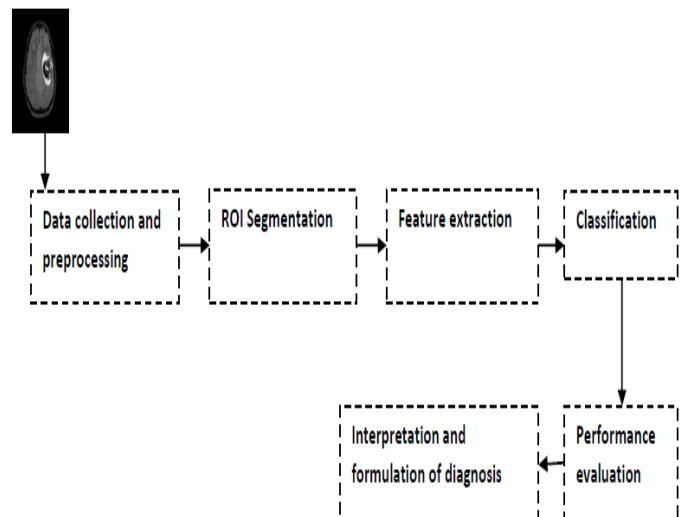 Data collection and
preprocessing
ROI Segmentation
Feature extraction
Classification
Performance
evaluation
Interpretation and
formulation of diagnosis